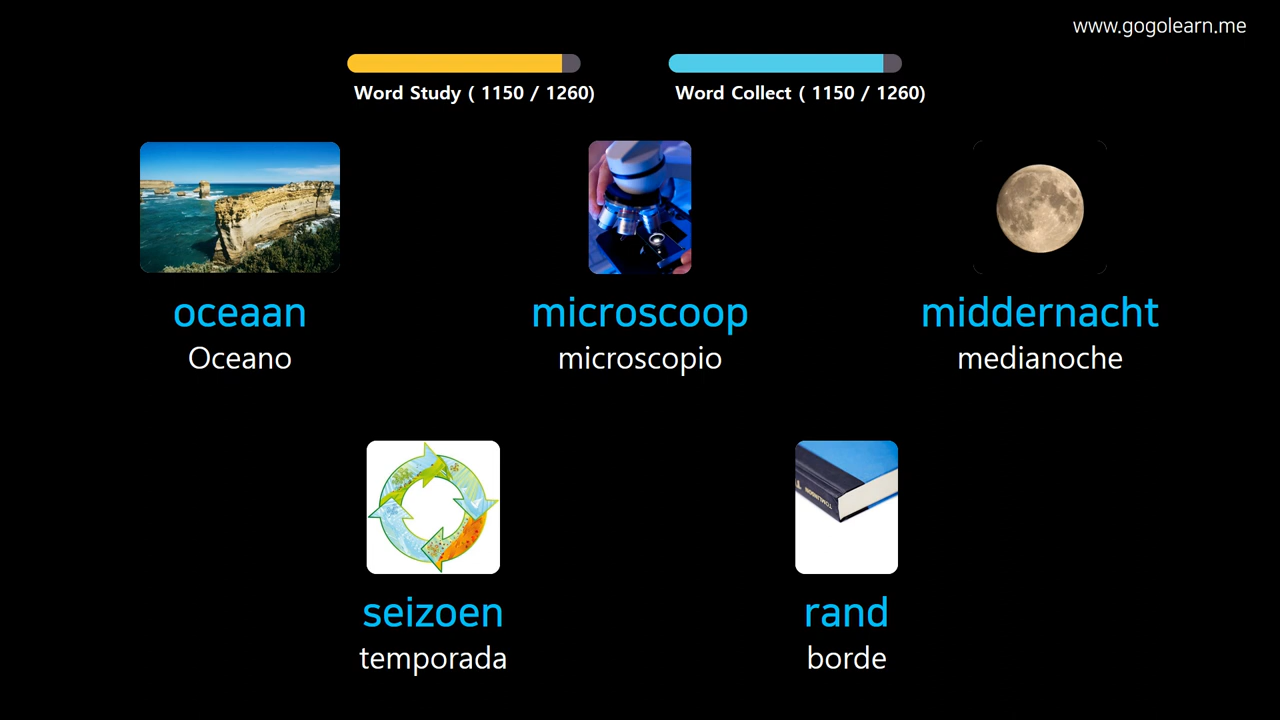 www.gogolearn.me
Word Study ( 1150 / 1260)
Word Collect ( 1150 / 1260)
oceaan
Oceano
microscoop
microscopio
middernacht
medianoche
TOMLINSON
seizoen
temporada
rand
borde